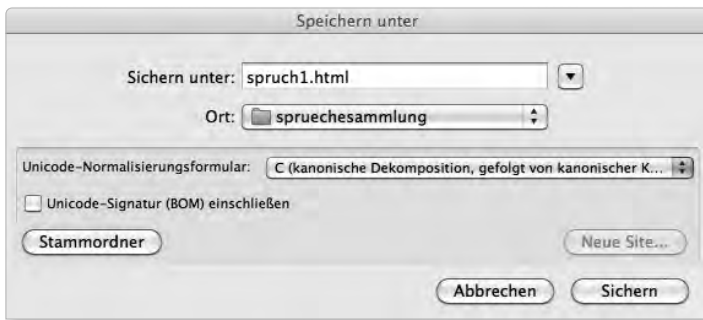 Speichern unter
Sichern unter: spruch1.html
Ort: spruechesammlung
Unicode-Normalisierungsformular: C (kanonische Dekomposition, gefolgt von kanonischer K...
Unicode-Signatur (BOM) einschließen
Stammordner Neue Site...
Abbrechen Sichern